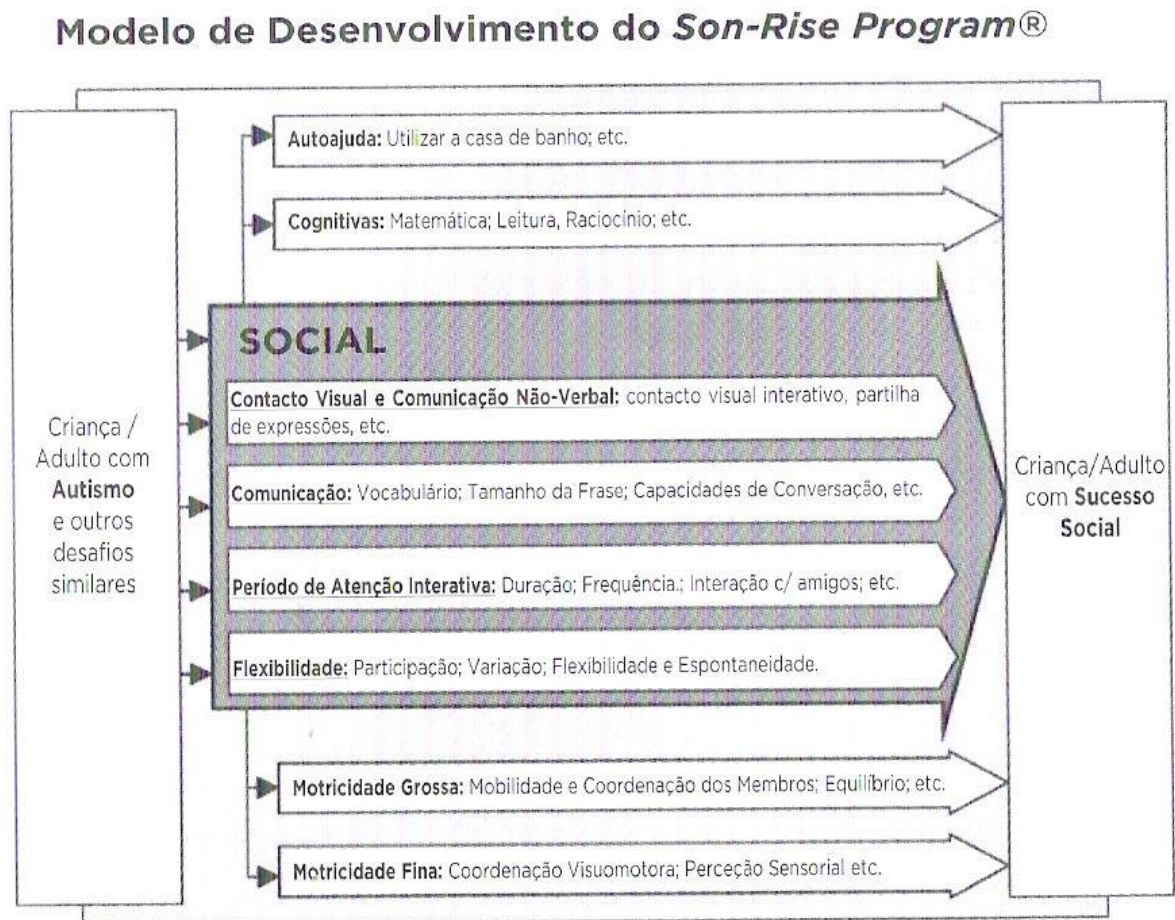 Modelo de Desenvolvimento do Son-Rise Program®
Autoajuda: Utilizar a casa de banho; etc.
Cognitivas: Matemática; Leitura, Raciocínio; etc.
SOCIAL
Contacto Visual e Comunicação Não-Verbal: contacto visual interativo, partilha
de expressões, etc.
Comunicação: Vocabulário; Tamanho da Frase; Capacidades de Conversação, etc.
Período de Atenção Interativa: Duração; Frequência.; Interação c/ amigos; etc.
Flexibilidade: Participação; Variação; Flexibilidade e Espontaneidade.
Motricidade Grossa: Mobilidade e Coordenação dos Membros; Equilíbrio; etc.
Motricidade Fina: Coordenação Visuomotora; Perceção Sensorial etc.
Criança /
Adulto com
Autismo
e outros
desafios
similares
Criança/Adulto
com Sucesso
Social